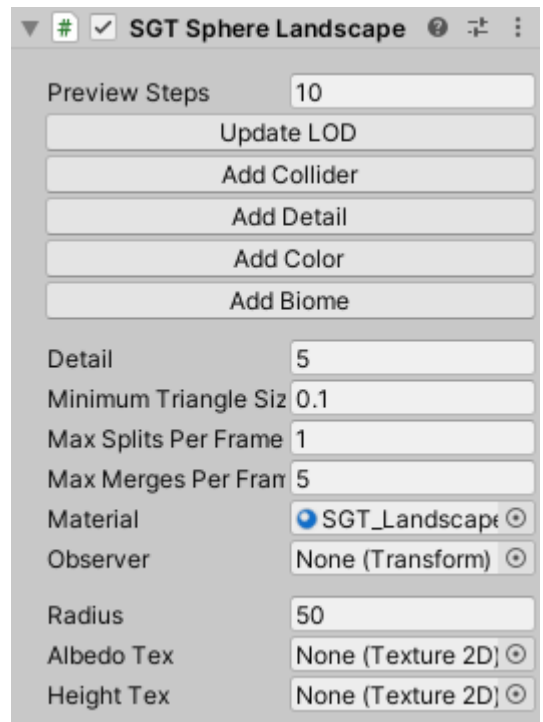 SGT Sphere Landscape
Preview Steps 10
Update LOD
Add Collider
Add Detail
Add Color
Add Biome
Detail 5
Minimum Triangle Siz 0.1
Max Splits Per Frame 1
Max Merges Per Fram 5
Material SGT_Landscape
Observer None (Transform)
Radius 50
Albedo Tex None (Texture 2D)
Height Tex None (Texture 2D)